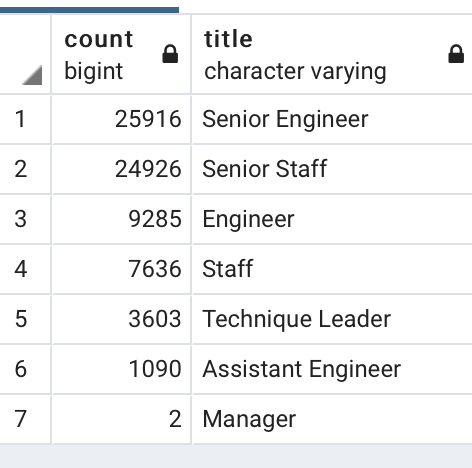 count title
bigint character varying
1 25916 Senior Engineer
2 24926 Senior Staff
3 9285 Engineer
4 7636 Staff
5 3603 Technique Leader
6 1090 Assistant Engineer
7 2 Manager